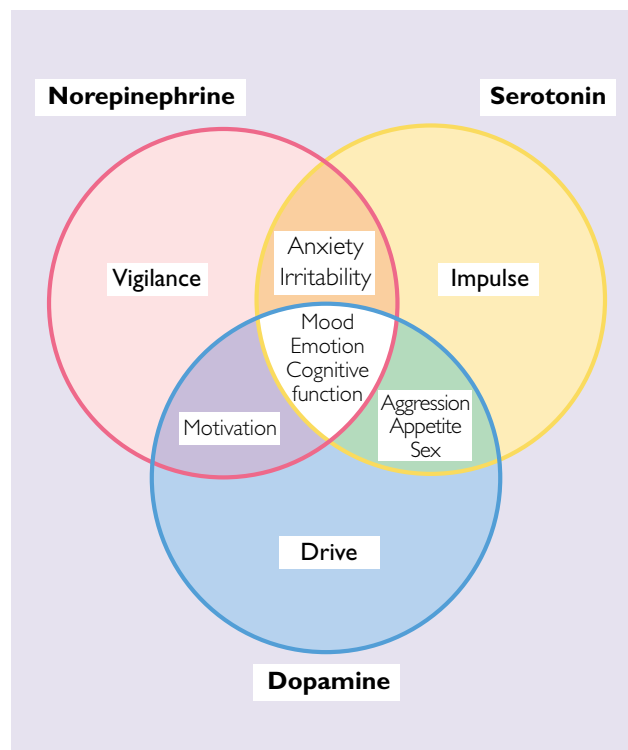 Norepinephrine
Serotonin
Anxiety
Irritability
Vigilance
Impulse
Mood
Emotion
Cognitive
function
Motivation
Aggression
Appetite
Sex
Drive
Dopamine